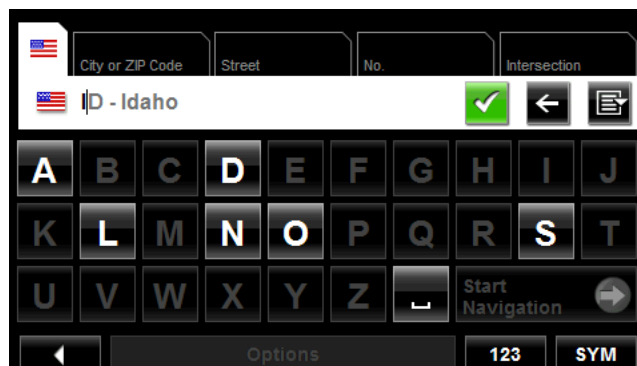 City or ZIP Code Street No. Intersection
ID - Idaho
A B C D E F G H I J
K L M N O P Q R S T
U V W X Y Z Start
Navigation
Options 123 SYM